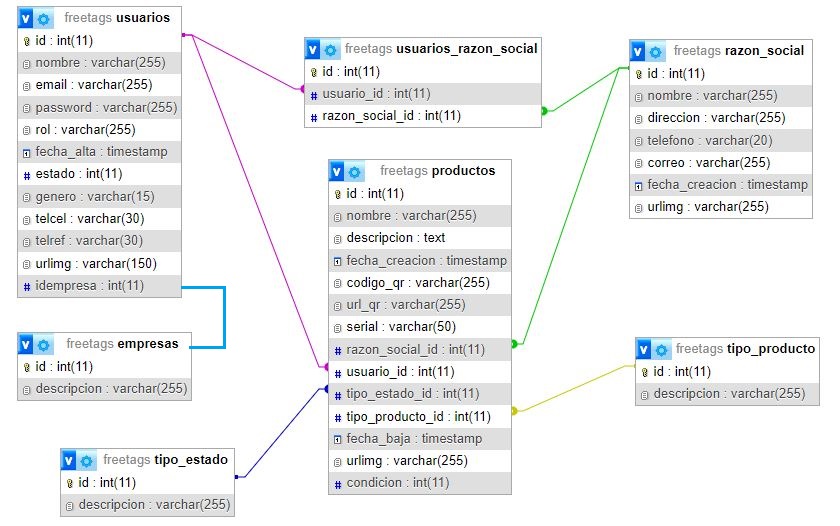 freetags usuarios
id : int(11)
nombre : varchar(255)
email : varchar(255)
password : varchar(255)
rol : varchar(255)
fecha_alta : timestamp
estado : int(11)
genero : varchar(15)
telcel : varchar(30)
telref : varchar(30)
urlimg : varchar(150)
idempresa : int(11)
freetags empresas
id : int(11)
descripcion : varchar(255)
freetags tipo_estado
id : int(11)
descripcion : varchar(255)
freetags usuarios_razon_social
id : int(11)
usuario_id : int(11)
razon_social_id : int(11)
freetags productos
id : int(11)
nombre : varchar(255)
descripcion : text
fecha_creacion : timestamp
codigo_qr : varchar(255)
url_qr : varchar(255)
serial : varchar(50)
razon_social_id : int(11)
usuario_id : int(11)
tipo_estado_id : int(11)
tipo_producto_id : int(11)
fecha_baja : timestamp
urlimg : varchar(255)
condicion : int(11)
freetags razon_social
id : int(11)
nombre : varchar(255)
direccion : varchar(255)
telefono : varchar(20)
correo : varchar(255)
fecha_creacion : timestamp
urlimg : varchar(255)
freetags tipo_producto
id : int(11)
descripcion : varchar(255)